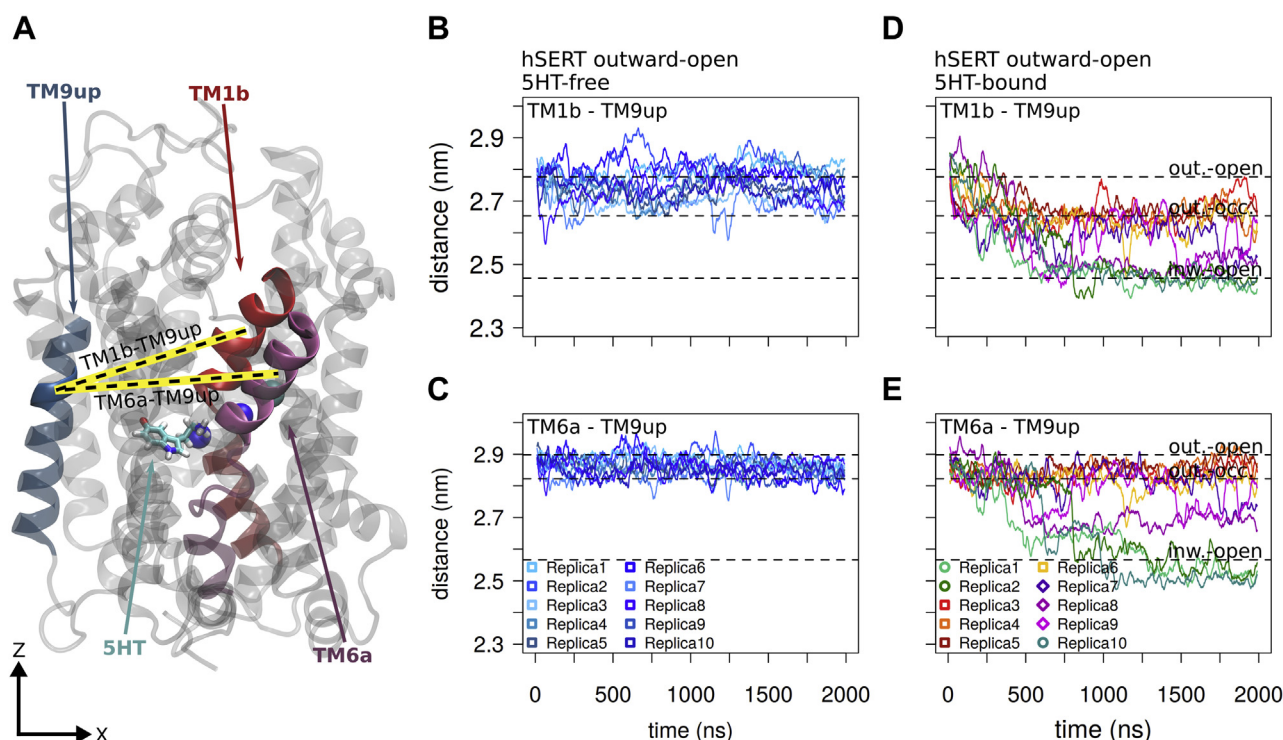 A
TM9up
TM1b
TM1b-TM9up
TM6a-TM9up
5HT
TM6a
Z
X
B
hSERT outward-open
5HT-free
TM1b - TM9up
distance (nm)
2.9
2.7
2.5
2.3
C
TM6a - TM9up
distance (nm)
2.9
2.7
2.5
2.3
Replica1
Replica2
Replica3
Replica4
Replica5
Replica6
Replica7
Replica8
Replica9
Replica10
0 500 1000 1500 2000
time (ns)
D
hSERT outward-open
5HT-bound
TM1b - TM9up
out.-open
out.-occ.
inw.-open
E
TM6a - TM9up
out.-open
out.-occ.
inw.-open
Replica1
Replica2
Replica3
Replica4
Replica5
Replica6
Replica7
Replica8
Replica9
Replica10
0 500 1000 1500 2000
time (ns)